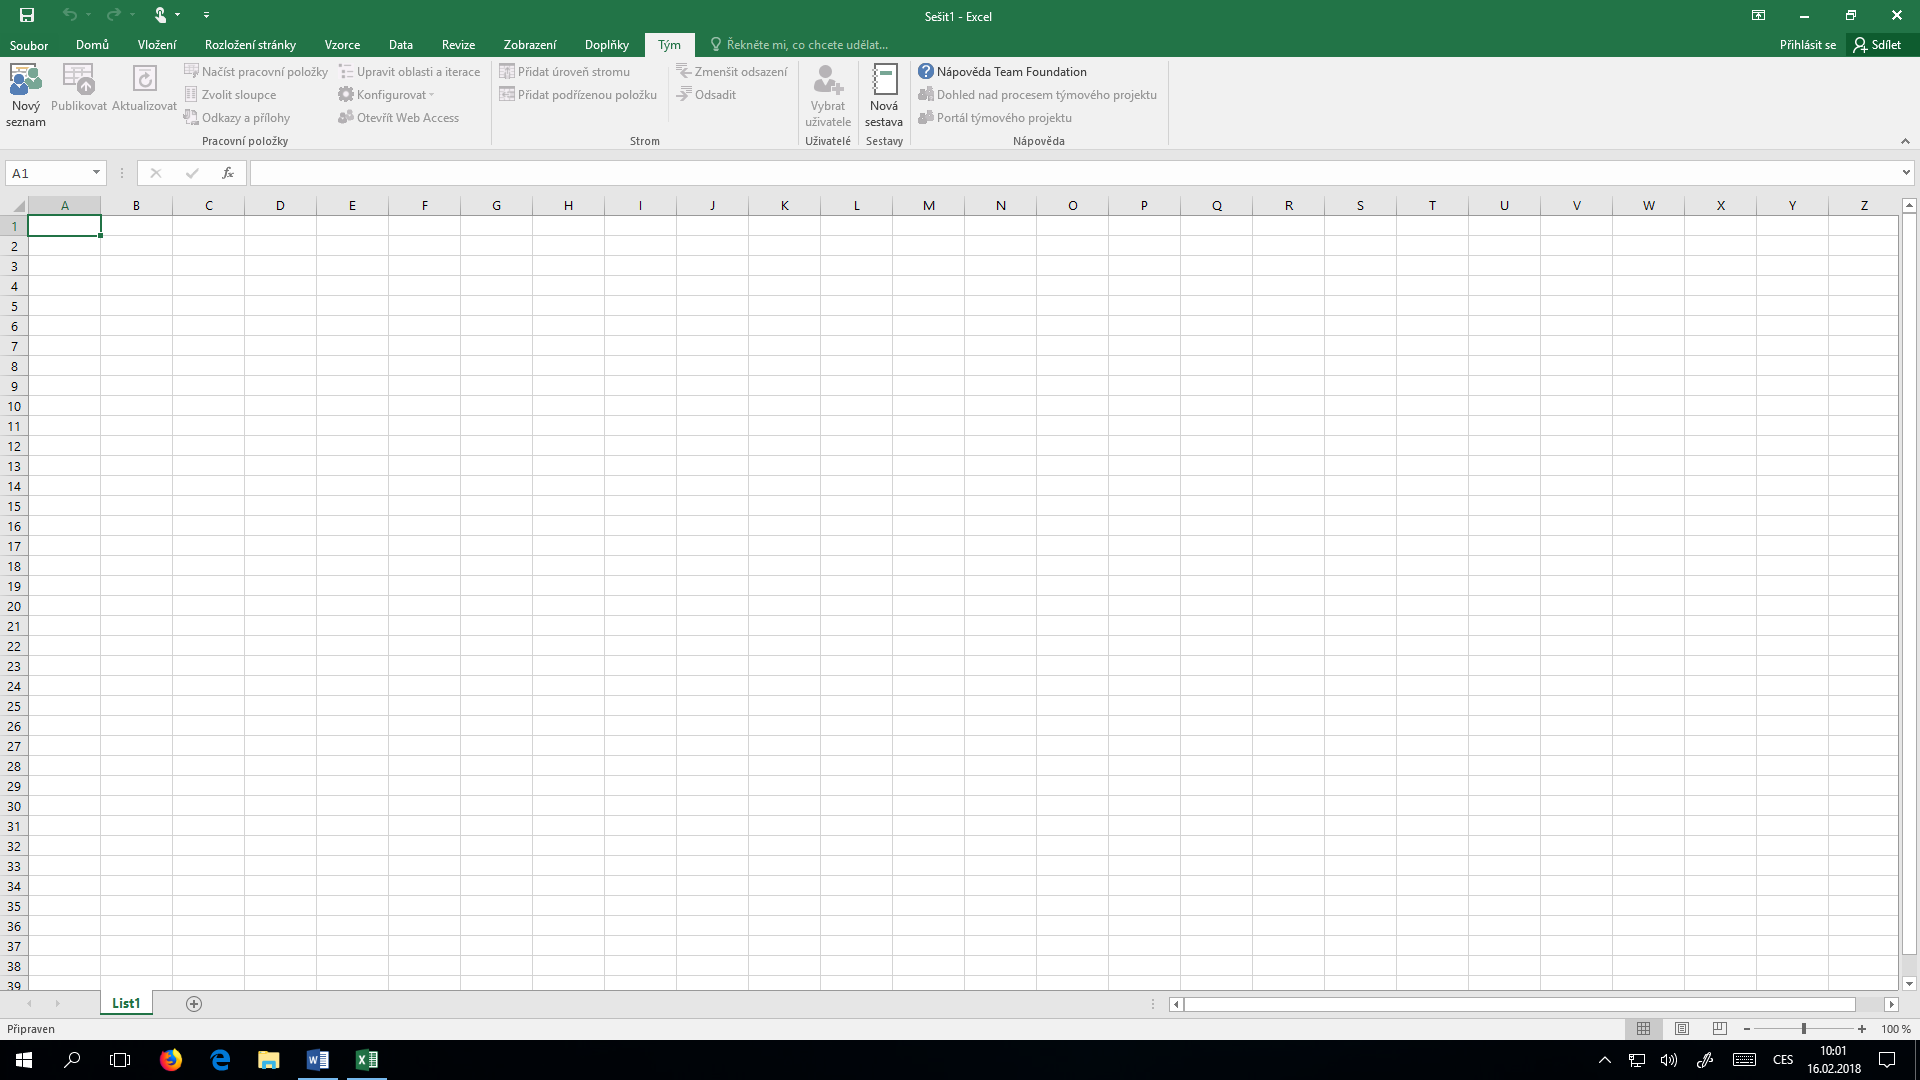 Sešit1 - Excel
Soubor Domů Vložení Rozložení stránky Vzorce Data Revize Zobrazení Doplňky Tým Řekněte mi, co chcete udělat... Přihlásit se Sdílet
Nový seznam
Publikovat
Aktualizovat
Načíst pracovní položky
Zvolit sloupce
Odkazy a přílohy
Upravit oblasti a iterace
Konfigurovat
Otevřít Web Access
Pracovní položky
Přidat úroveň stromu
Přidat podřízenou položku
Zmenšit odsazení
Odsadit
Strom
Vybrat uživatele
Uživatelé
Nová sestava
Sestavy
Nápověda Team Foundation
Dohled nad procesem týmového projektu
Portál týmového projektu
Nápověda
A1
fx
A B C D E F G H I J K L M N O P Q R S T U V W X Y Z
1
2
3
4
5
6
7
8
9
10
11
12
13
14
15
16
17
18
19
20
21
22
23
24
25
26
27
28
29
30
31
32
33
34
35
36
37
38
39
List1
Připraven
100 %
CES
10:01
16.02.2018